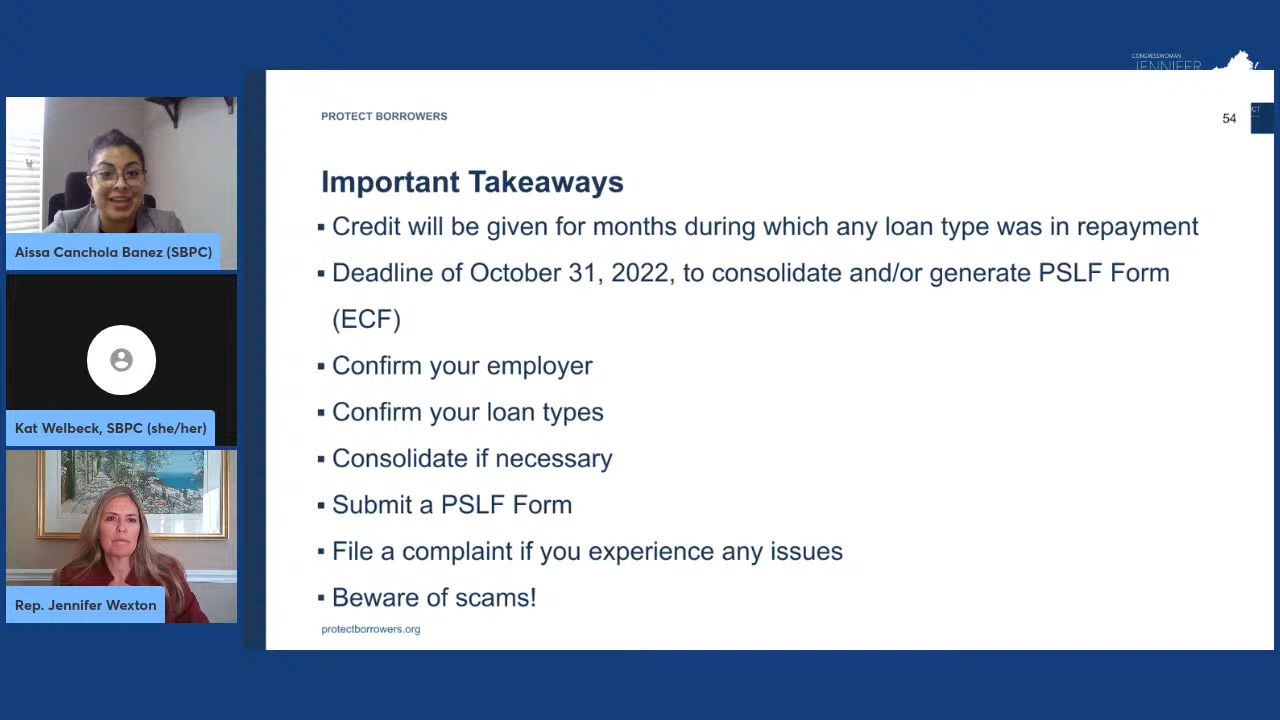 CONGRESSWOMAN
JENNIFER
PROTECT BORROWERS
54
CT
Important Takeaways
▪ Credit will be given for months during which any loan type was in repayment
▪ Deadline of October 31, 2022, to consolidate and/or generate PSLF Form
(ECF)
▪ Confirm your employer
▪ Confirm your loan types
▪ Consolidate if necessary
▪ Submit a PSLF Form
▪ File a complaint if you experience any issues
▪ Beware of scams!
protectborrowers.org
Aissa Canchola Banez (SBPC)
Kat Welbeck, SBPC (she/her)
Rep. Jennifer Wexton